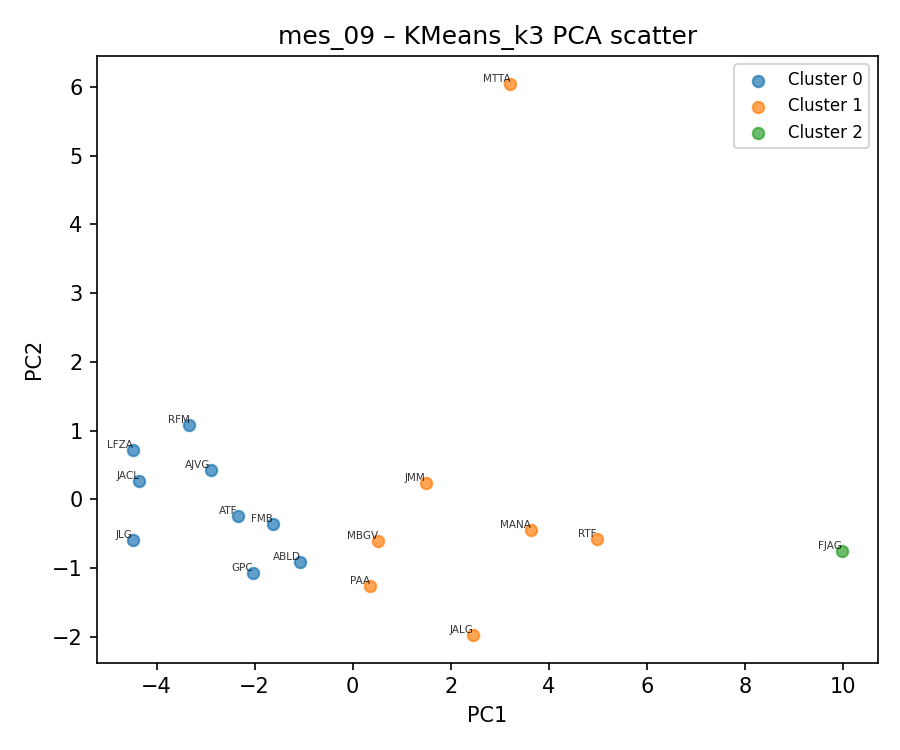 mes_09 – KMeans_k3 PCA scatter
Cluster 0
Cluster 1
Cluster 2
MTTA
RFM
LFZA
AJVG
JACL
JMM
ATF
FMB
MANA
JLG
MBGV
RTF
ABLD
FJAG
GPC
PAA
JALG
6
5
4
3
2
1
0
−1
−2
PC2
−4
−2
0
2
4
6
8
10
PC1